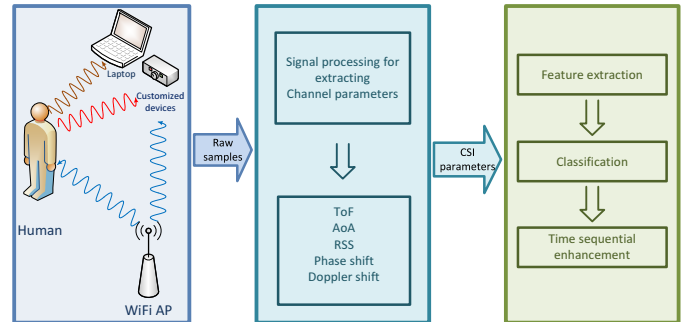 Laptop
Customized
devices
Human
WiFi AP
Raw
samples
Signal processing for
extracting
Channel parameters
ToF
AoA
RSS
Phase shift
Doppler shift
CSI
parameters
Feature extraction
Classification
Time sequential
enhancement